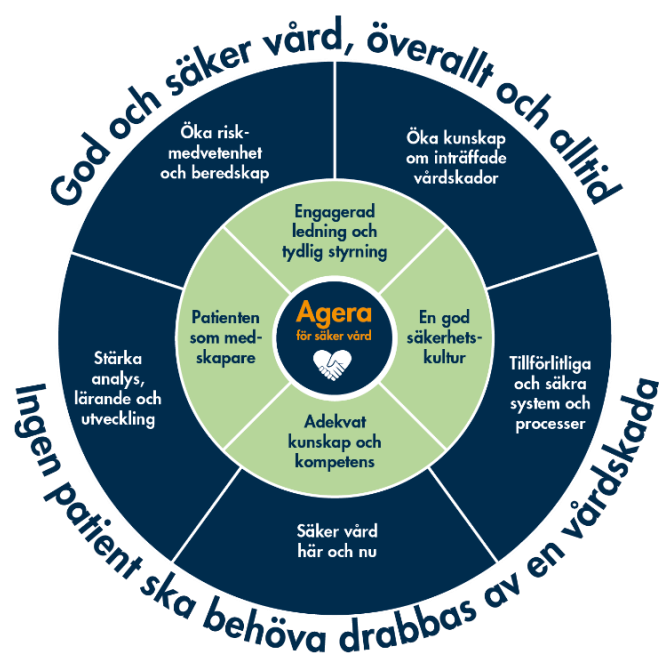 God och säker vård, överallt och alltid
Öka risk-
medvetenhet
och beredskap
Öka kunskap
om inträffade
vårdskador
Engagerad
ledning och
tydlig styrning
Patienten
som med-
skapare
Agera
för säker vård
En god
säkerhets-
kultur
Stärka
analys,
lärande och
utveckling
Tillförlitliga
och säkra
system och
processer
Adekvat
kunskap och
kompetens
Säker vård
här och nu
Ingen patient ska behöva drabbas av en vårdskada